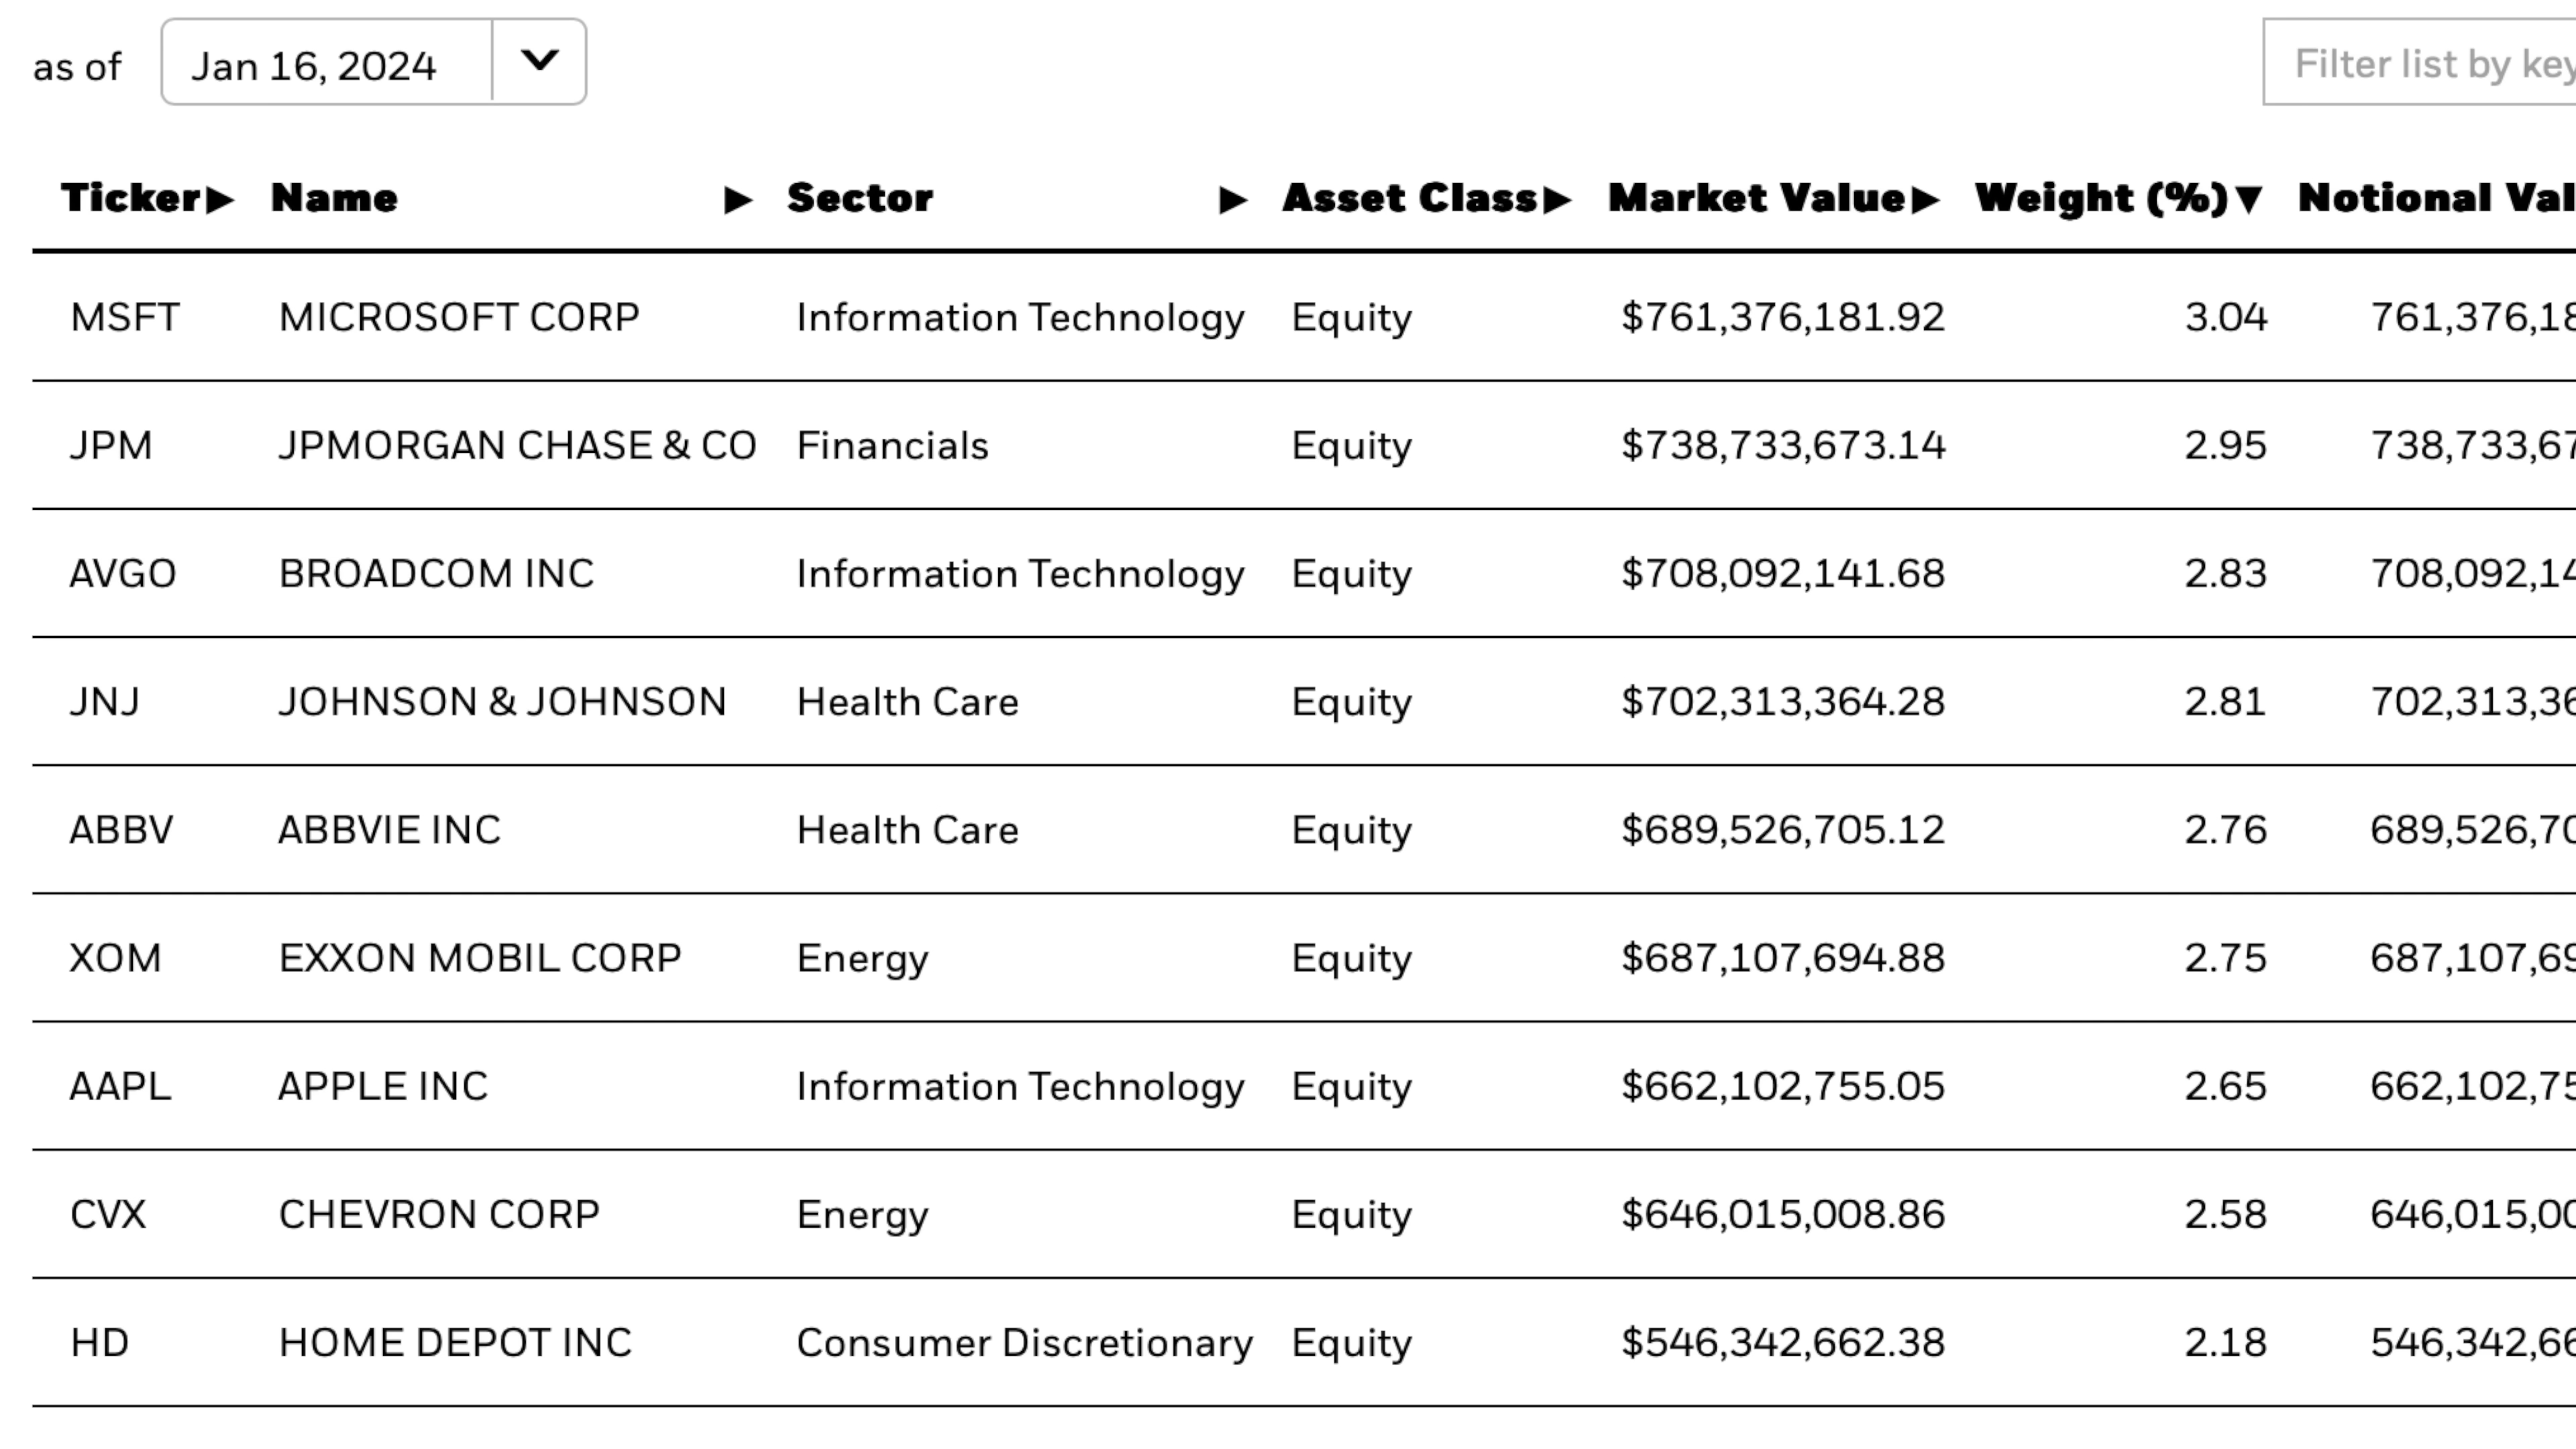 as of Jan 16, 2024 Filter list by key
Ticker Name Sector Asset Class Market Value Weight (%) Notional Val
MSFT MICROSOFT CORP Information Technology Equity $761,376,181.92 3.04 761,376,18
JPM JPMORGAN CHASE & CO Financials Equity $738,733,673.14 2.95 738,733,67
AVGO BROADCOM INC Information Technology Equity $708,092,141.68 2.83 708,092,14
JNJ JOHNSON & JOHNSON Health Care Equity $702,313,364.28 2.81 702,313,36
ABBV ABBVIE INC Health Care Equity $689,526,705.12 2.76 689,526,70
XOM EXXON MOBIL CORP Energy Equity $687,107,694.88 2.75 687,107,69
AAPL APPLE INC Information Technology Equity $662,102,755.05 2.65 662,102,75
CVX CHEVRON CORP Energy Equity $646,015,008.86 2.58 646,015,00
HD HOME DEPOT INC Consumer Discretionary Equity $546,342,662.38 2.18 546,342,66